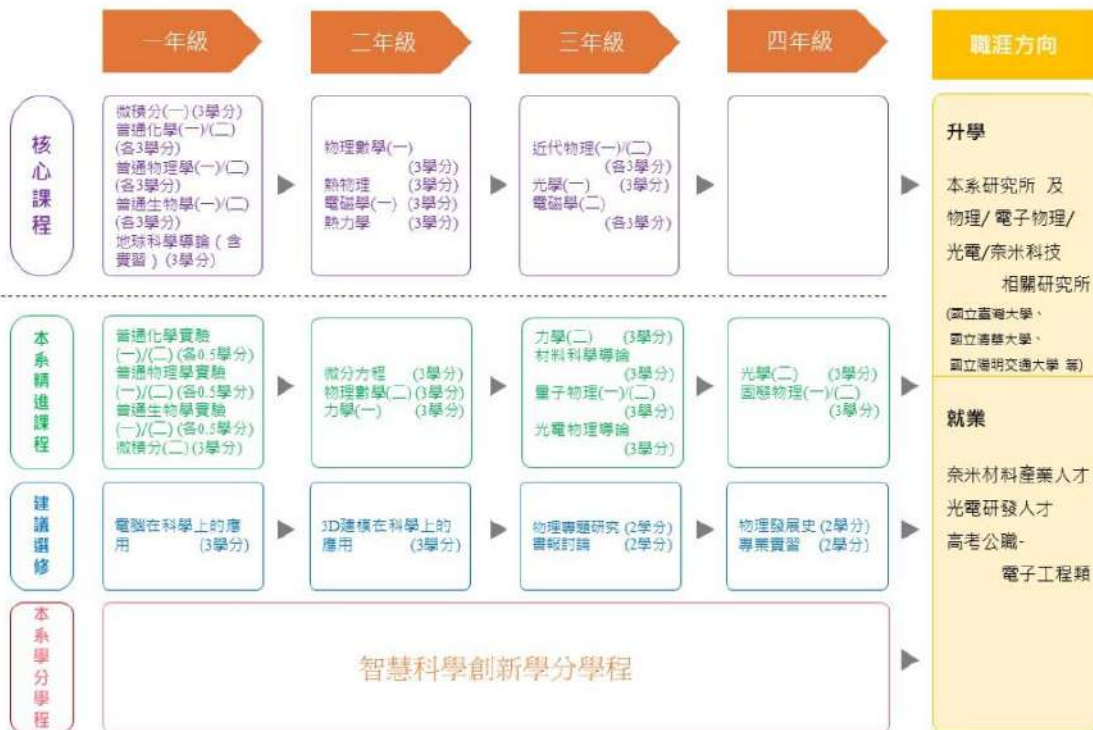 一年級
二年級
三年級
四年級
職涯方向
核心課程
微積分(一) (3學分)
普通化學(一)/(二)
(各3學分)
普通物理學(一)/(二)
(各3學分)
普通生物學(一)/(二)
(各3學分)
地球科學導論（含
實習）(3學分)
物理數學(一)
(3學分)
熱物理 (3學分)
電磁學(一) (3學分)
熱力學 (3學分)
近代物理(一)/(二)
(各3學分)
光學(一) (3學分)
電磁學(二)
(各3學分)
升學
本系研究所 及
物理/ 電子物理/
光電/奈米科技
相關研究所
(國立臺灣大學、
國立清華大學、
國立陽明交通大學 等)
本系精進課程
普通化學實驗
(一)/(二) (各0.5學分)
普通物理學實驗
(一)/(二) (各0.5學分)
普通生物學實驗
(一)/(二) (各0.5學分)
微積分(二) (3學分)
微分方程 (3學分)
物理數學(二) (3學分)
力學(一) (3學分)
力學(二) (3學分)
材料科學導論
(3學分)
量子物理(一)/(二)
(3學分)
光電物理導論
(3學分)
光學(二) (3學分)
固態物理(一)/(二)
(3學分)
就業
奈米材料產業人才
光電研發人才
高考公職-
電子工程類
建議選修
電腦在科學上的應
用 (3學分)
3D建模在科學上的
應用 (3學分)
物理專題研究 (2學分)
書報討論 (2學分)
物理發展史 (2學分)
專業實習 (2學分)
本系學分學程
智慧科學創新學分學程